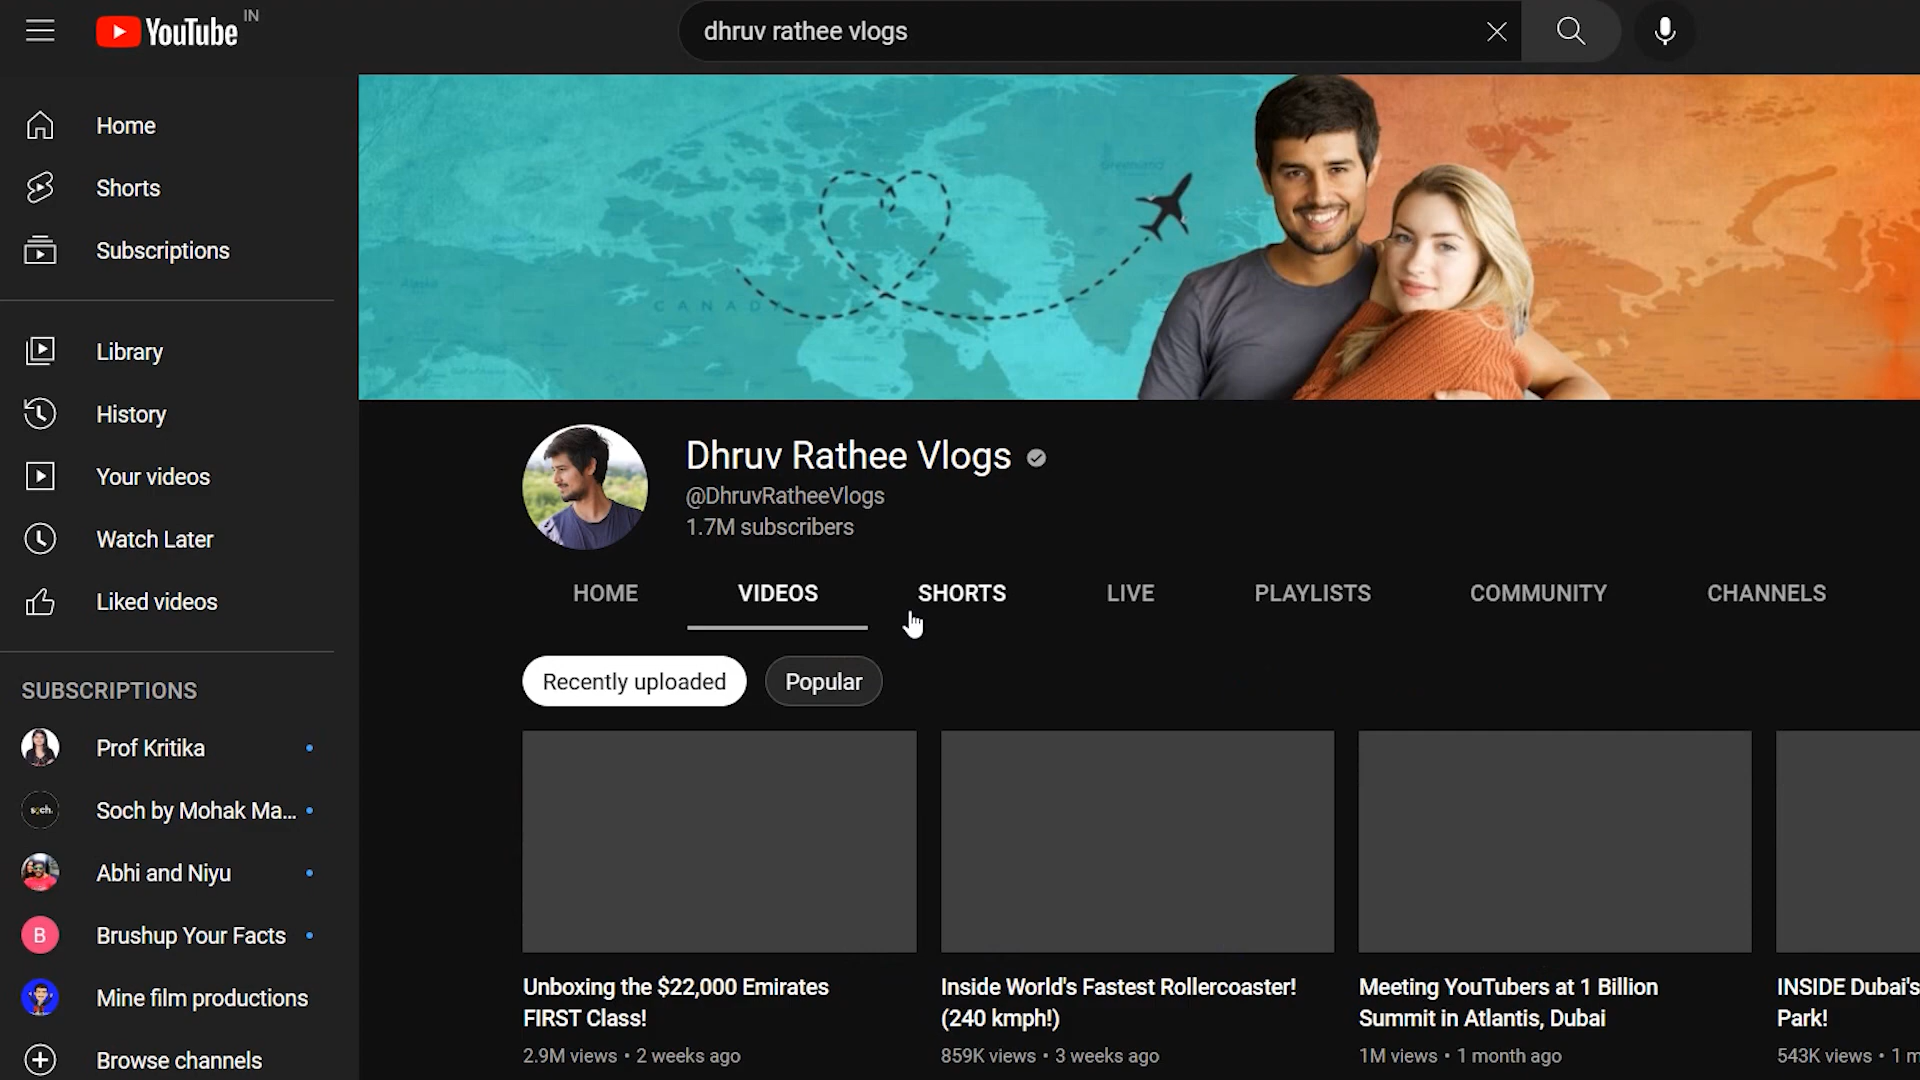 YouTube IN
dhruv rathee vlogs
Home
Shorts
Subscriptions
Library
History
Your videos
Watch Later
Liked videos
SUBSCRIPTIONS
Prof Kritika
soch. Soch by Mohak Ma...
Abhi and Niyu
B Brushup Your Facts
Mine film productions
Browse channels
CANAD
Dhruv Rathee Vlogs
@DhruvRatheeVlogs
1.7M subscribers
HOME VIDEOS SHORTS LIVE PLAYLISTS COMMUNITY CHANNELS
Recently uploaded Popular
Unboxing the $22,000 Emirates
FIRST Class!
2.9M views • 2 weeks ago
Inside World's Fastest Rollercoaster!
(240 kmph!)
859K views • 3 weeks ago
Meeting YouTubers at 1 Billion
Summit in Atlantis, Dubai
1M views • 1 month ago
INSIDE Dubai's
Park!
543K views • 1 m